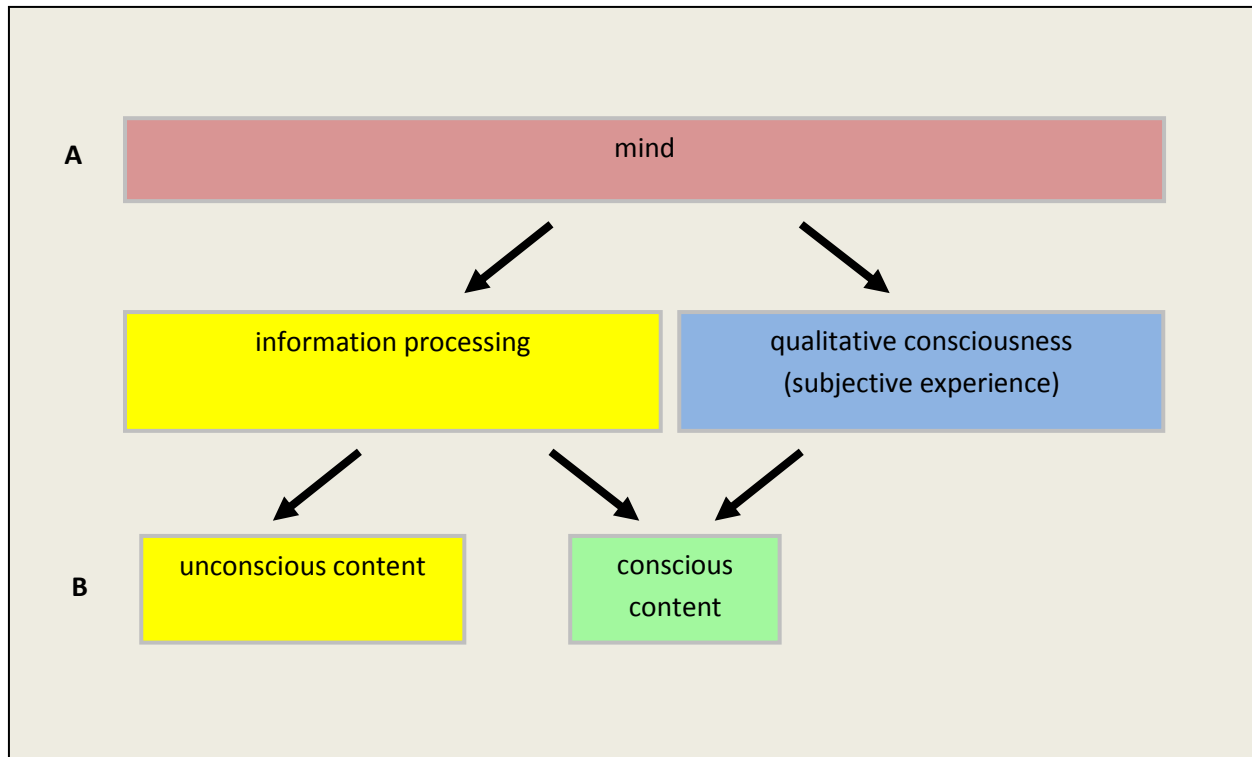 A
mind
information processing
qualitative consciousness
(subjective experience)
B
unconscious content
conscious
content